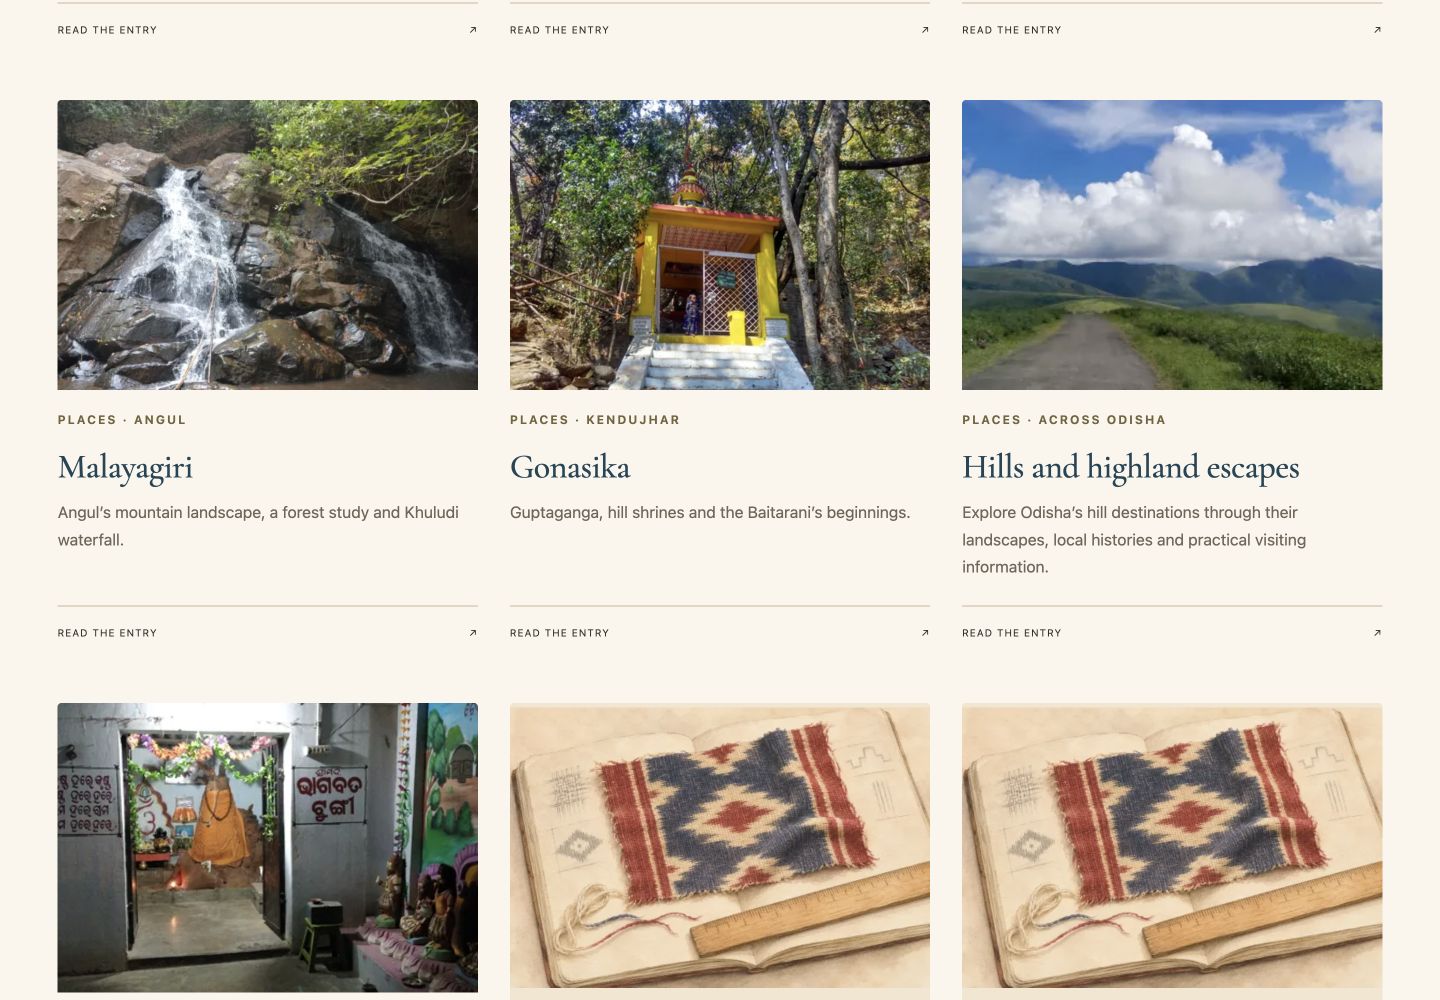 READ THE ENTRY ↗
READ THE ENTRY ↗
READ THE ENTRY ↗
PLACES · ANGUL
Malayagiri
Angul’s mountain landscape, a forest study and Khuludi
waterfall.
READ THE ENTRY ↗
PLACES · KENDUJHAR
Gonasika
Guptaganga, hill shrines and the Baitarani’s beginnings.
READ THE ENTRY ↗
PLACES · ACROSS ODISHA
Hills and highland escapes
Explore Odisha’s hill destinations through their
landscapes, local histories and practical visiting
information.
READ THE ENTRY ↗
ହରେ କୃଷ୍ଣ
ଭାଗବତ
ଟୁଙ୍ଗୀ